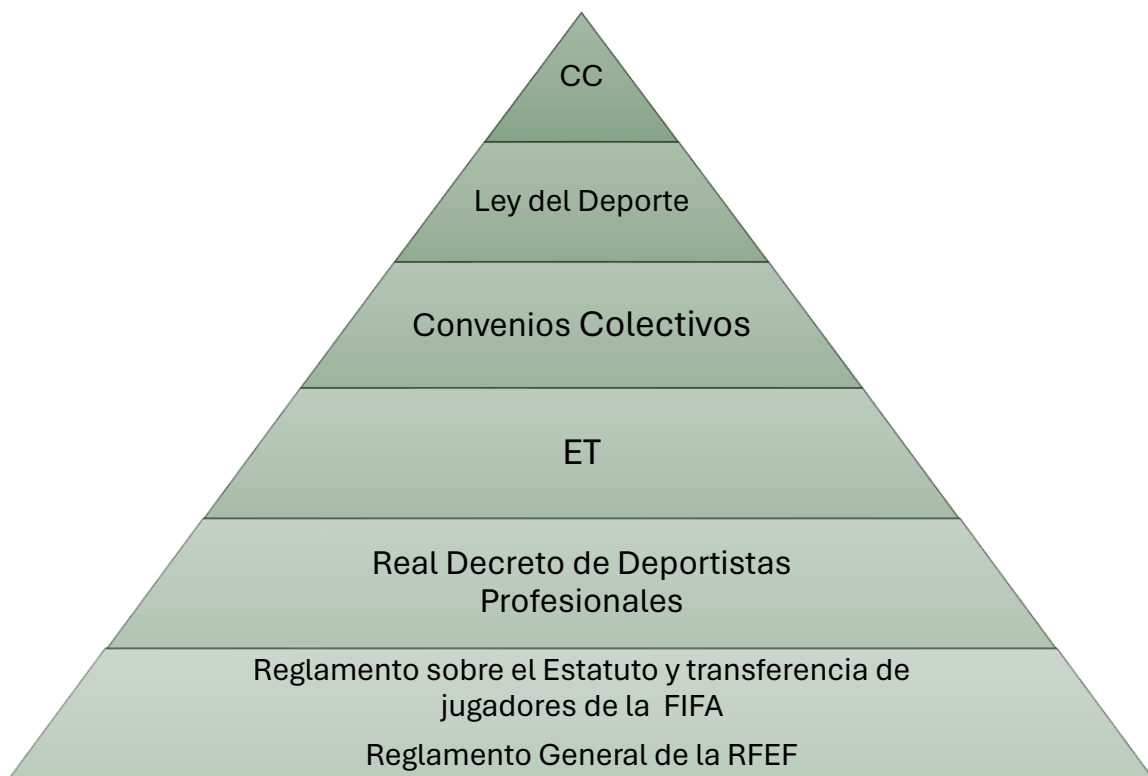 CC
Ley del Deporte
Convenios Colectivos
ET
Real Decreto de Deportistas
Profesionales
Reglamento sobre el Estatuto y transferencia de
jugadores de la  FIFA
Reglamento General de la RFEF